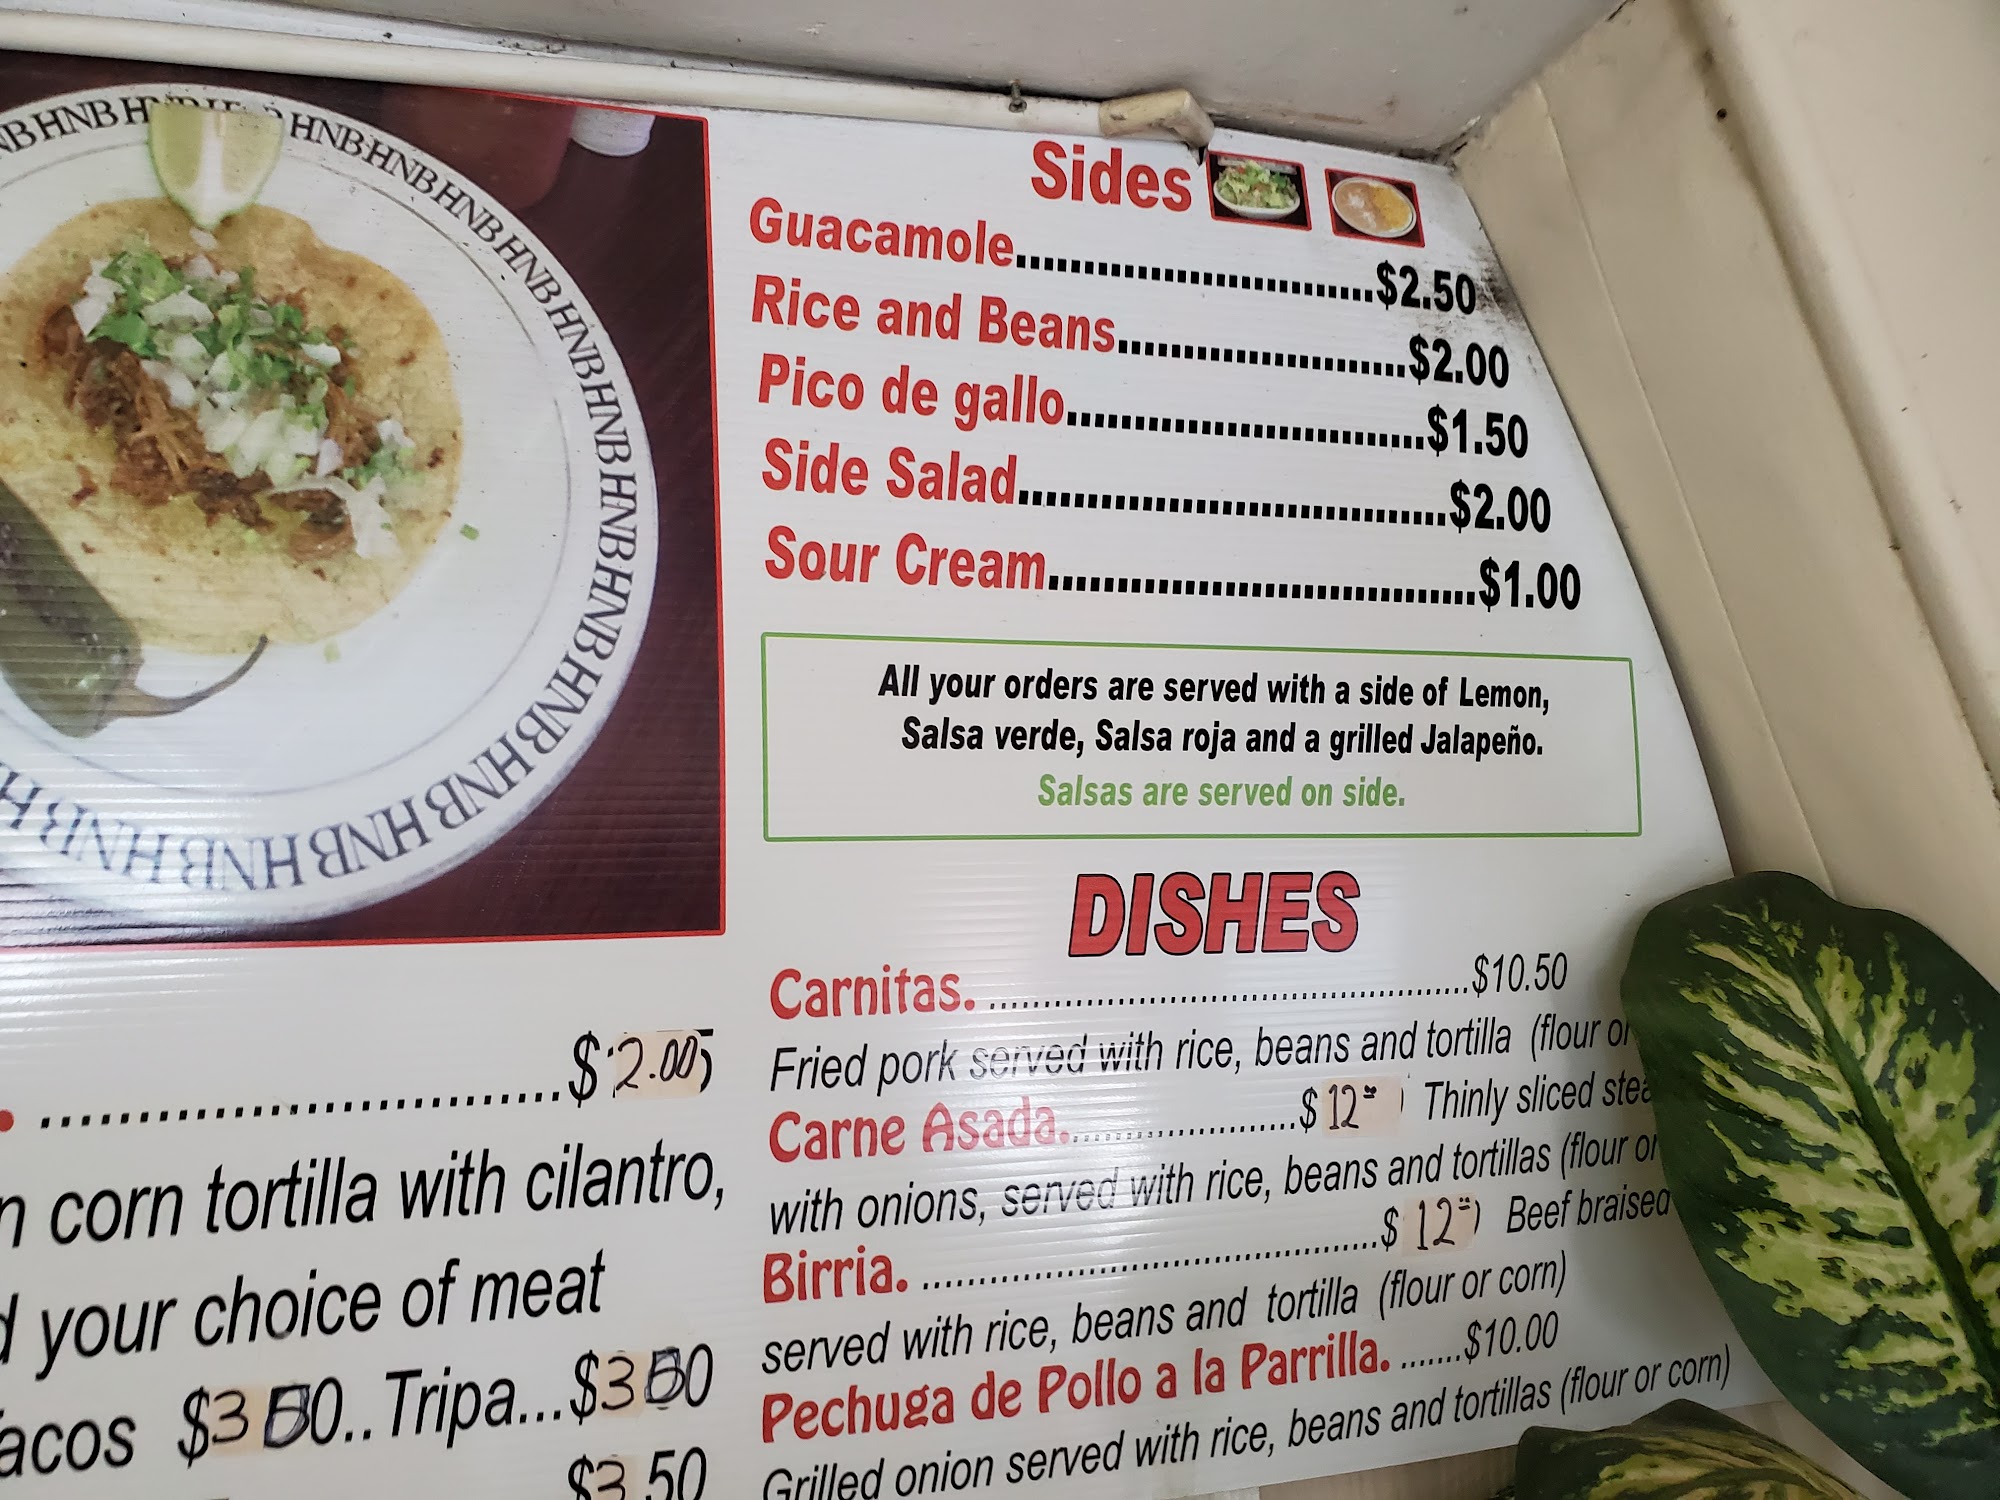 HNBHNBHNBHNBHNBHNBHNBHNBHNBHNBHNBHNBHNBHNBHNBHNB
Sides
Guacamole..............................$2.50
Rice and Beans........................$2.00
Pico de gallo..............................$1.50
Side Salad..................................$2.00
Sour Cream..................................$1.00
All your orders are served with a side of Lemon,
Salsa verde, Salsa roja and a grilled Jalapeño.
Salsas are served on side.
DISHES
Carnitas. ................................................$10.50
Fried pork served with rice, beans and tortilla (flour or
Carne Asada.........................$12 Thinly sliced
with onions, served with rice, beans and tortillas (flour or
Birria. ..........................................$12 Beef braised
served with rice, beans and tortilla (flour or corn)
Pechuga de Pollo a la Parrilla. .......$10.00
Grilled onion served with rice, beans and tortillas (flour or corn)
..............................$2.00
corn tortilla with cilantro,
your choice of meat
$3 0..Tripa...$3 0
$3.50